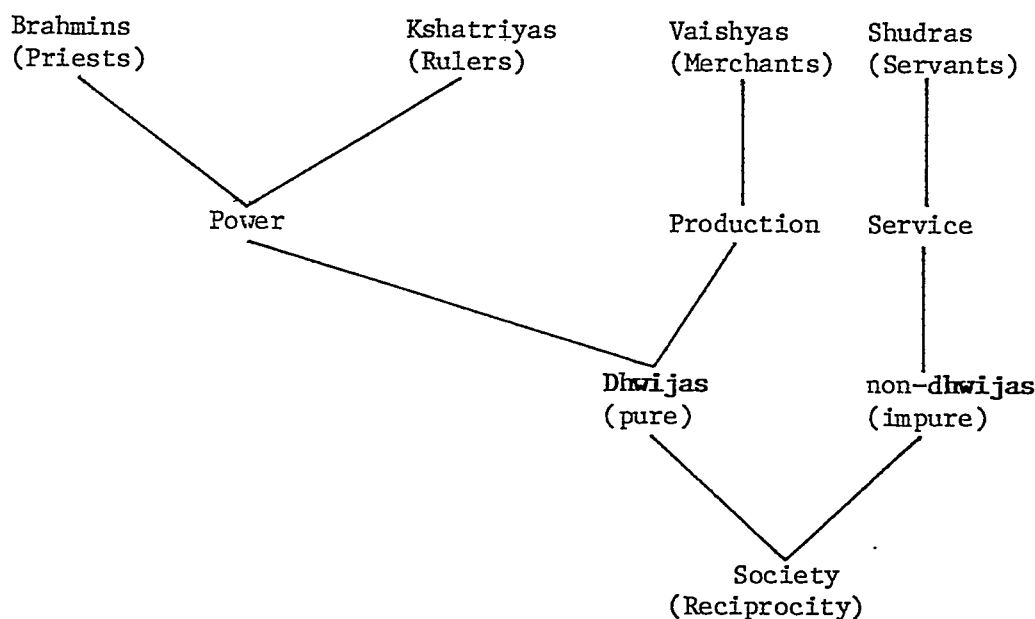 Brahmins
(Priests)
Kshatriyas
(Rulers)
Vaishyas
(Merchants)
Shudras
(Servants)
Power
Production
Service
Dhwijas
(pure)
non-dhwijas
(impure)
Society
(Reciprocity)